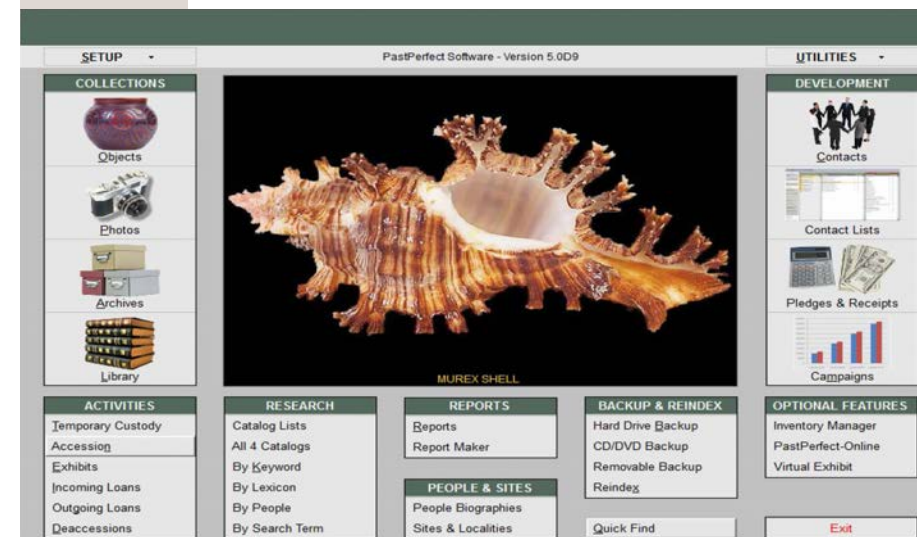 SETUP
PastPerfect Software - Version 5.0D9
UTILITIES
COLLECTIONS
Objects
Photos
Archives
Library
MUREX SHELL
DEVELOPMENT
Contacts
Contact Lists
Pledges & Receipts
Campaigns
ACTIVITIES
Temporary Custody
Accession
Exhibits
Incoming Loans
Outgoing Loans
Deaccessions
RESEARCH
Catalog Lists
All 4 Catalogs
By Keyword
By Lexicon
By People
By Search Term
REPORTS
Reports
Report Maker
PEOPLE & SITES
People Biographies
Sites & Localities
BACKUP & REINDEX
Hard Drive Backup
CD/DVD Backup
Removable Backup
Reindex
Quick Find
OPTIONAL FEATURES
Inventory Manager
PastPerfect-Online
Virtual Exhibit
Exit